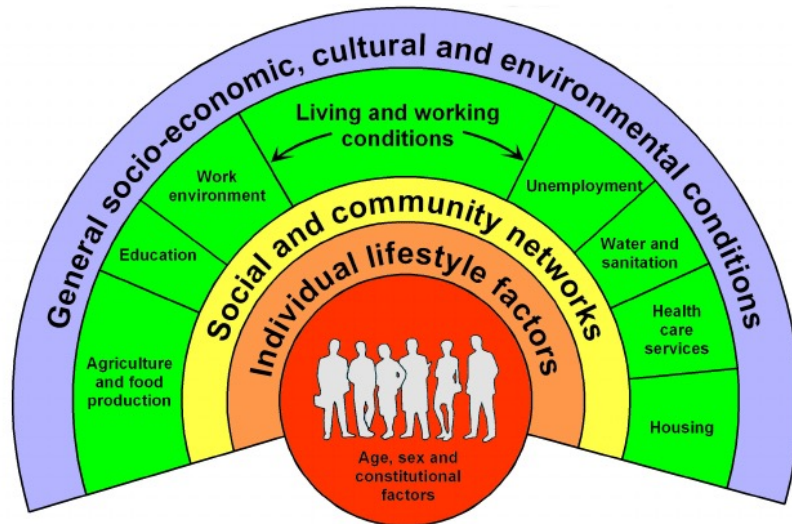 General socio-economic, cultural and environmental conditions
Living and working
conditions
Work
environment
Unemployment
Education
Water and
sanitation
Agriculture
and food
production
Health
care
services
Housing
Social and community networks
Individual lifestyle factors
Age, sex and
constitutional
factors